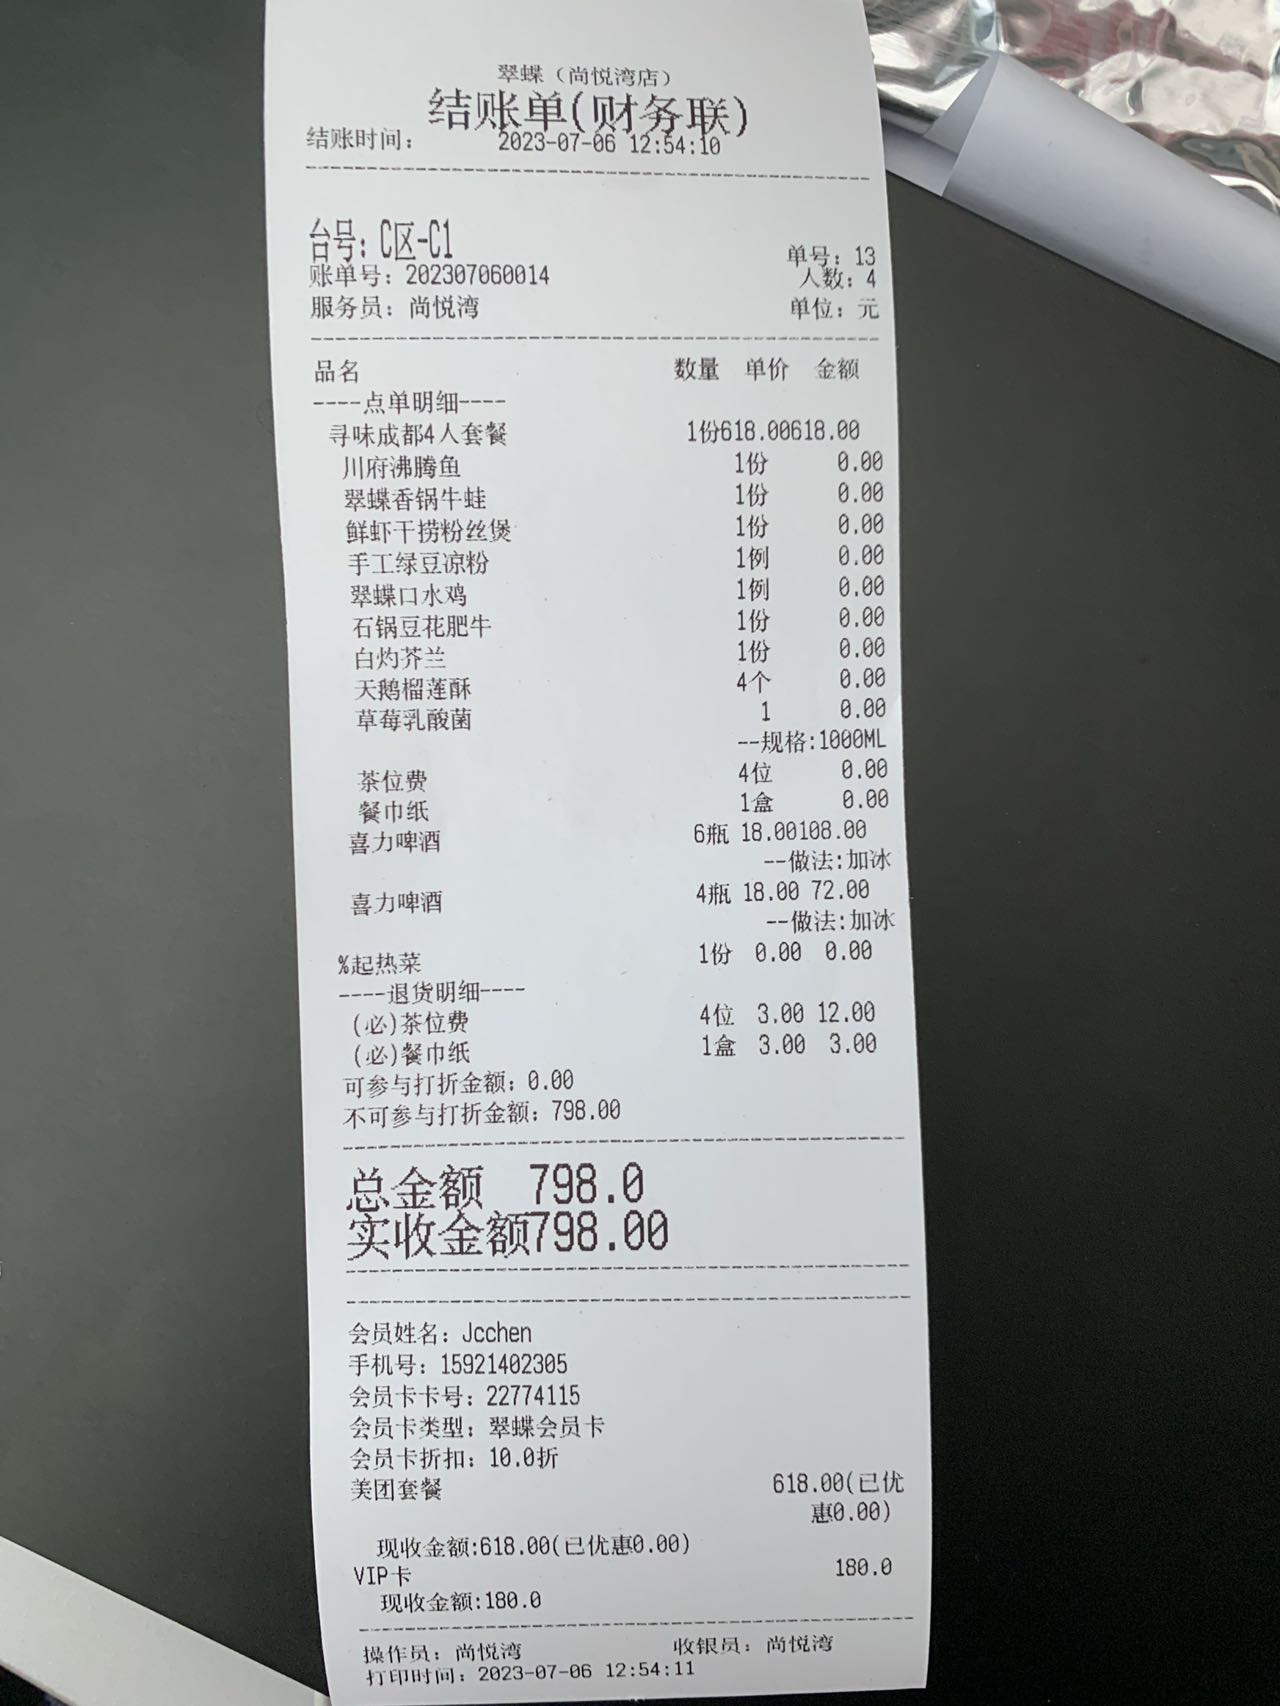 翠蝶（尚悦湾店）
结账单(财务联)
结账时间： 2023-07-06 12:54:10
台号：C区-C1
单号：13
账单号：202307060014 人数：4
服务员：尚悦湾 单位：元
品名 数量 单价 金额
----点单明细----
寻味成都4人套餐 1份618.00618.00
川府沸腾鱼 1份 0.00
翠蝶香锅牛蛙 1份 0.00
鲜虾干捞粉丝煲 1份 0.00
手工绿豆凉粉 1例 0.00
翠蝶口水鸡 1例 0.00
石锅豆花肥牛 1份 0.00
白灼芥兰 1份 0.00
天鹅榴莲酥 4个 0.00
草莓乳酸菌 1 0.00
--规格:1000ML
茶位费 4位 0.00
餐巾纸 1盒 0.00
喜力啤酒 6瓶 18.00108.00
--做法:加冰
喜力啤酒 4瓶 18.00 72.00
--做法:加冰
%起热菜 1份 0.00 0.00
----退货明细----
(必)茶位费 4位 3.00 12.00
(必)餐巾纸 1盒 3.00 3.00
可参与打折金额：0.00
不可参与打折金额：798.00
总金额 798.0
实收金额798.00
会员姓名：Jcchen
手机号：15921402305
会员卡卡号：22774115
会员卡类型：翠蝶会员卡
会员卡折扣：10.0折
美团套餐 618.00(已优
惠0.00)
现收金额:618.00(已优惠0.00)
VIP卡 180.0
现收金额:180.0
操作员：尚悦湾 收银员：尚悦湾
打印时间：2023-07-06 12:54:11